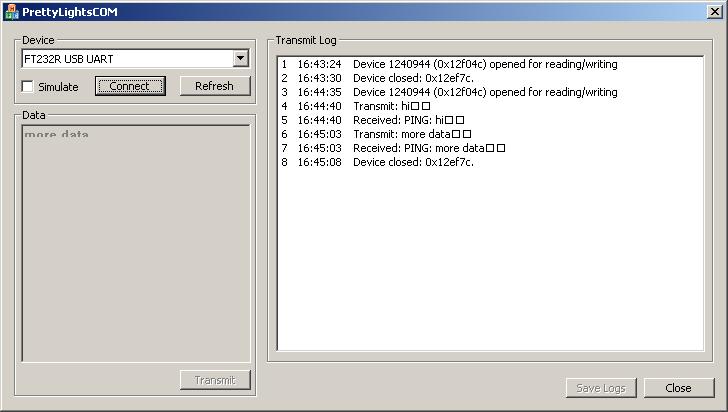 PrettyLightsCOM
Device
FT232R USB UART
Simulate
Connect
Refresh
Data
more data
Transmit
Transmit Log
1 16:43:24 Device 1240944 (0x12f04c) opened for reading/writing
2 16:43:30 Device closed: 0x12ef7c.
3 16:44:35 Device 1240944 (0x12f04c) opened for reading/writing
4 16:44:40 Transmit: hi□□
5 16:44:40 Received: PING: hi□□
6 16:45:03 Transmit: more data□□
7 16:45:03 Received: PING: more data□□
8 16:45:08 Device closed: 0x12ef7c.
Save Logs
Close